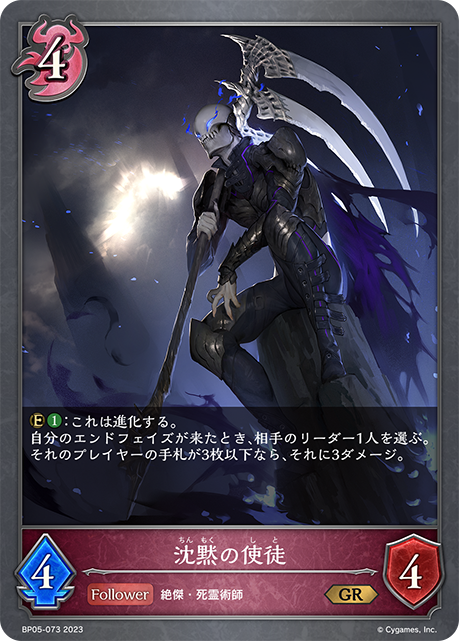 4
E 1：これは進化する。
自分のエンドフェイズが来たとき、相手のリーダー1人を選ぶ。
それのプレイヤーの手札が3枚以下なら、それに3ダメージ。
ちんもく しと
沈黙の使徒
4 Follower 絶傑・死霊術師 GR 4
BP05-073 2023 © Cygames, Inc.